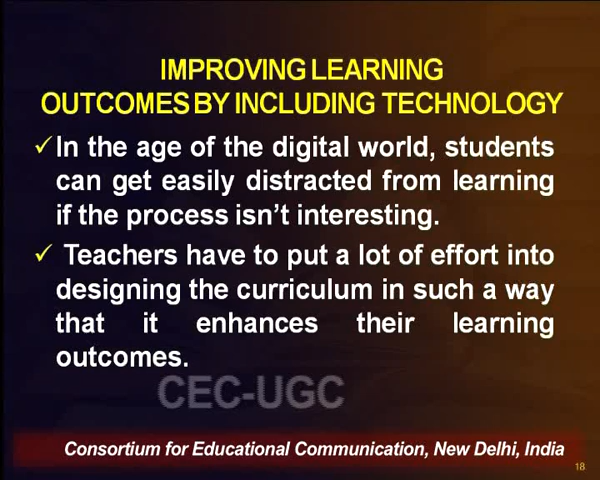 IMPROVING LEARNING
OUTCOMES BY INCLUDING TECHNOLOGY
✓In the age of the digital world, students
can get easily distracted from learning
if the process isn't interesting.
✓ Teachers have to put a lot of effort into
designing the curriculum in such a way
that it enhances their learning
outcomes.
CEC-UGC
Consortium for Educational Communication, New Delhi, India
18